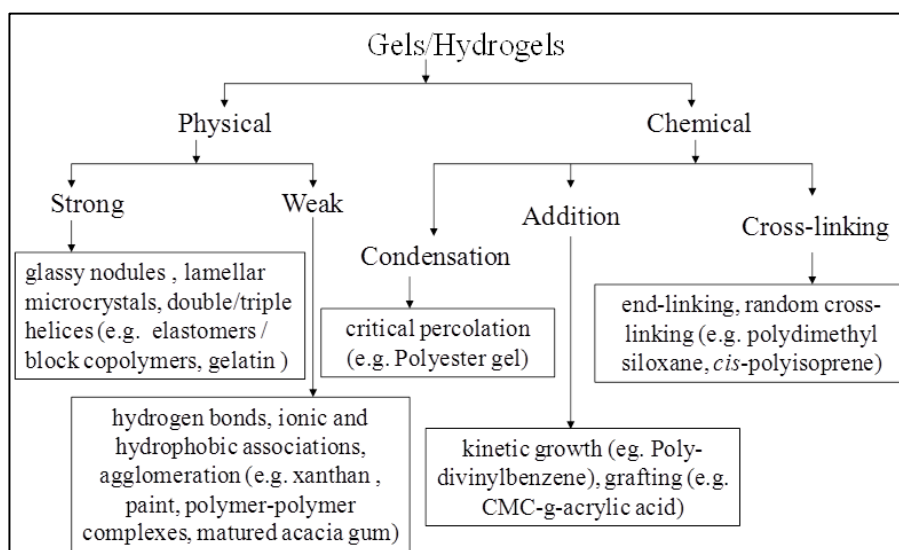 Gels/Hydrogels
Physical
Chemical
Strong
Weak
Condensation
Addition
Cross-linking
glassy nodules , lamellar
microcrystals, double/triple
helices (e.g. elastomers /
block copolymers, gelatin )
hydrogen bonds, ionic and
hydrophobic associations,
agglomeration (e.g. xanthan ,
paint, polymer-polymer
complexes, matured acacia gum)
critical percolation
(e.g. Polyester gel)
kinetic growth (eg. Poly-
divinylbenzene), grafting (e.g.
CMC-g-acrylic acid)
end-linking, random cross-
linking (e.g. polydimethyl
siloxane, cis-polyisoprene)